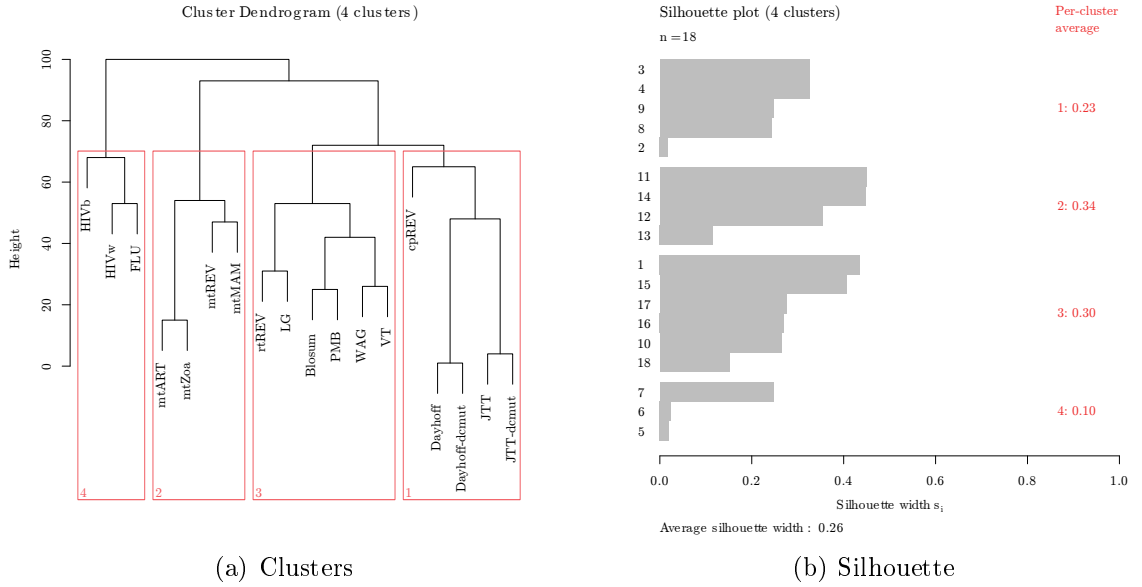 Cluster Dendrogram (4 clusters)
Height
0
20
40
60
80
100
HIVb
HIVw
FLU
mtART
mtZoa
mtREV
mtMAM
rtREV
LG
Blosum
PMB
WAG
VT
cpREV
Dayhoff
Dayhoff-dcmut
JTT
JTT-dcmut
4
2
3
1
(a) Clusters
Silhouette plot (4 clusters)
n =18
Per-cluster
average
3
4
9
8
2
1: 0.23
11
14
12
13
2: 0.34
1
15
17
16
10
18
3: 0.30
7
6
5
4: 0.10
0.0 0.2 0.4 0.6 0.8 1.0
Silhouette width si
Average silhouette width : 0.26
(b) Silhouette